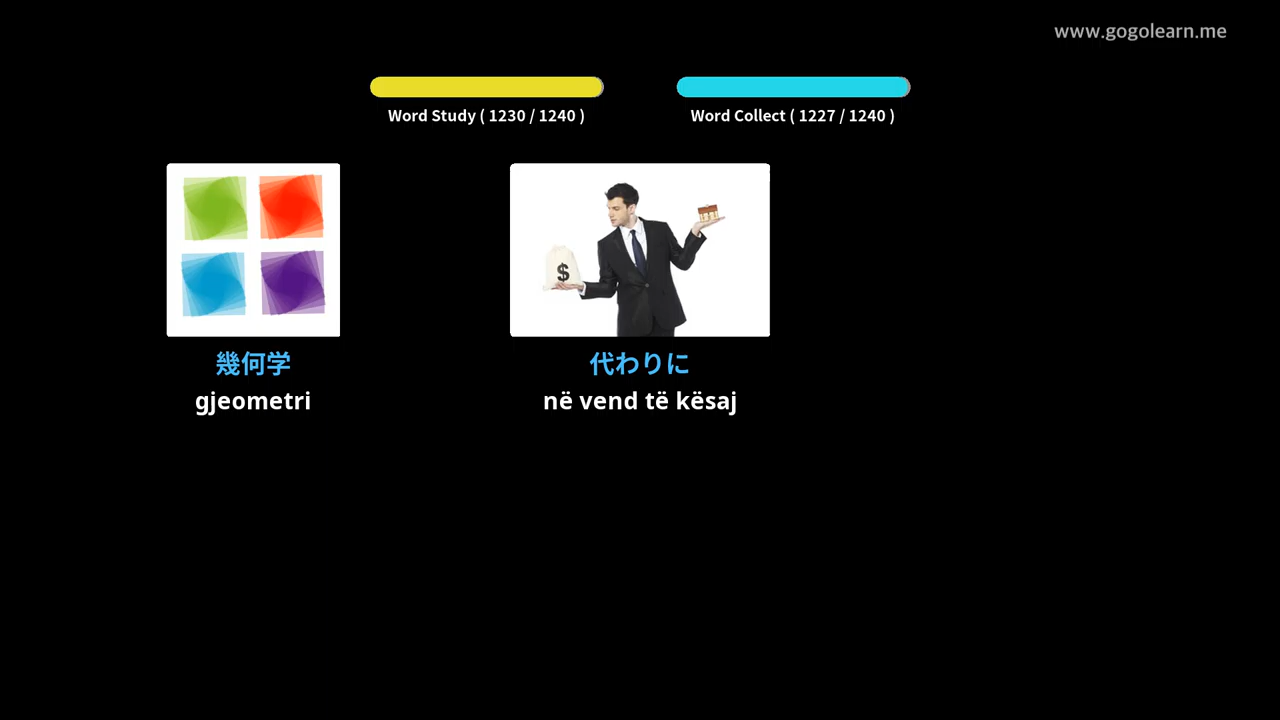 www.gogolearn.me
Word Study ( 1230 / 1240 )
Word Collect ( 1227 / 1240 )
$
幾何学
gjeometri
代わりに
në vend të kësaj